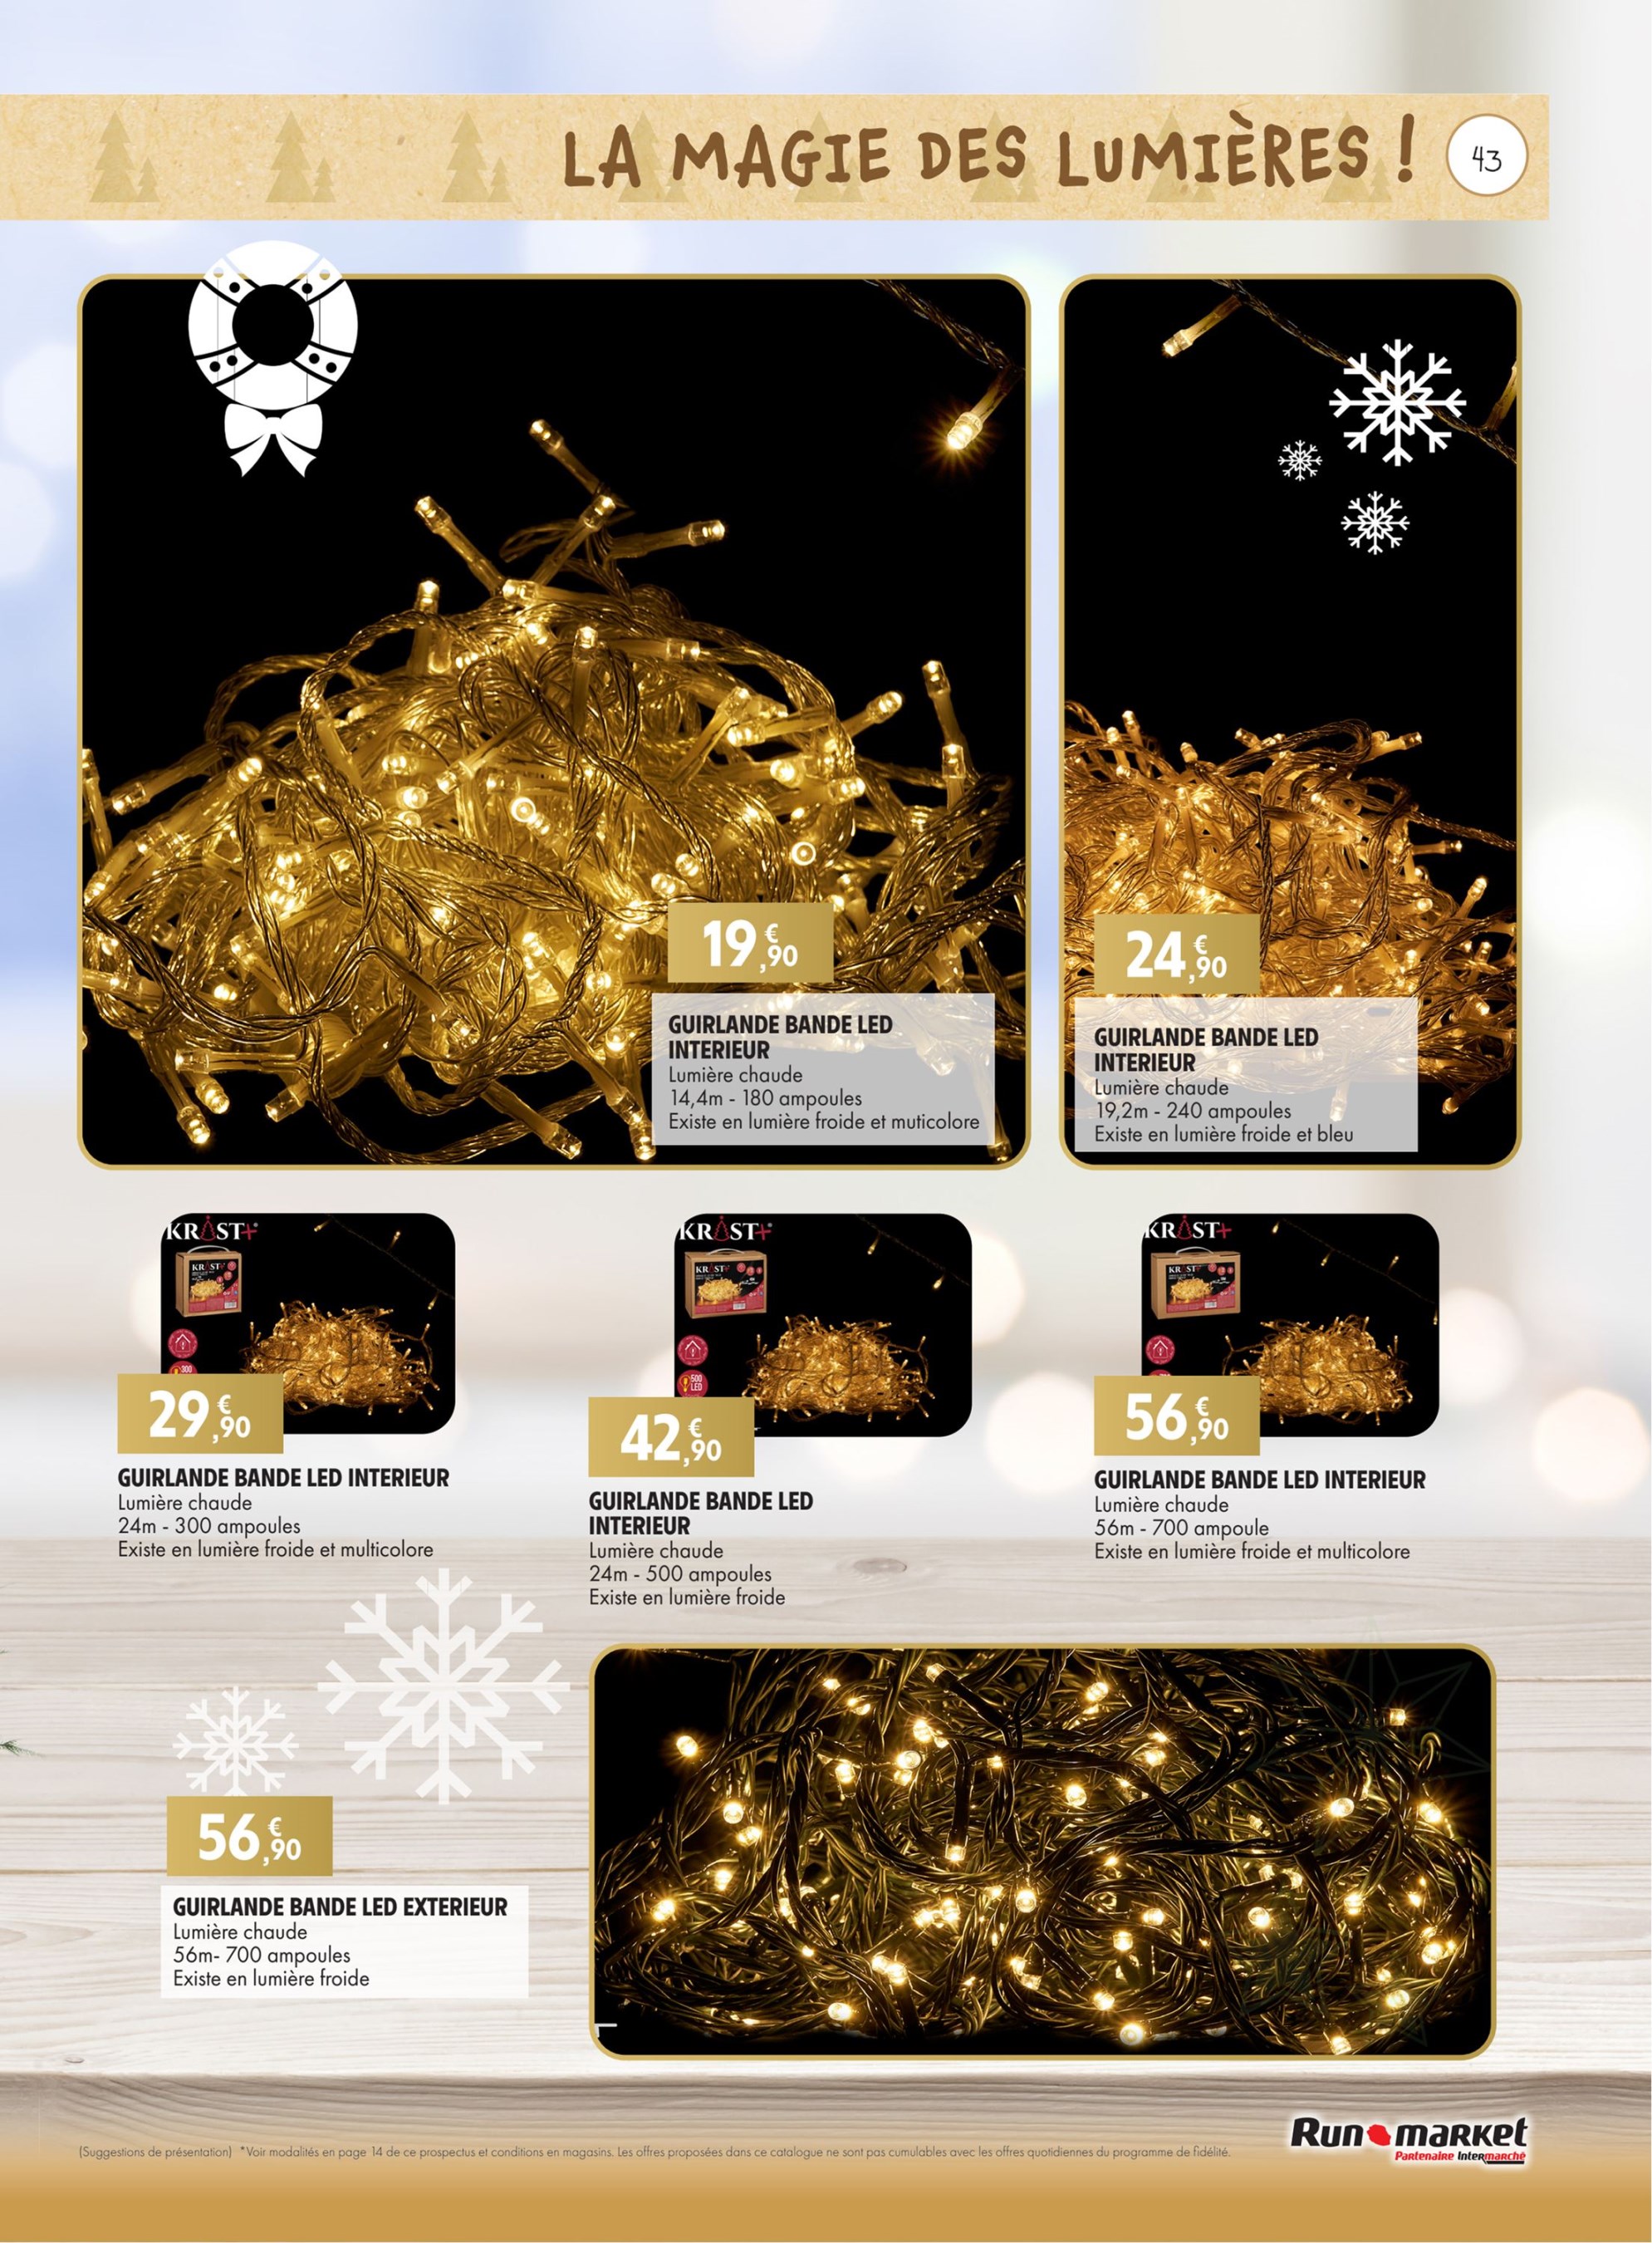 LA MAGIE DES LUMIÈRES !
43
19€,90
GUIRLANDE BANDE LED
INTERIEUR
Lumière chaude
14,4m - 180 ampoules
Existe en lumière froide et muticolore
24€,90
GUIRLANDE BANDE LED
INTERIEUR
Lumière chaude
19,2m - 240 ampoules
Existe en lumière froide et bleu
KRIST+
KRIST+
300
29€,90
GUIRLANDE BANDE LED INTERIEUR
Lumière chaude
24m - 300 ampoules
Existe en lumière froide et multicolore
KRIST+
KRIST+
500
LED
42€,90
GUIRLANDE BANDE LED
INTERIEUR
Lumière chaude
24m - 500 ampoules
Existe en lumière froide
KRIST+
KRIST+
56€,90
GUIRLANDE BANDE LED INTERIEUR
Lumière chaude
56m - 700 ampoule
Existe en lumière froide et multicolore
56€,90
GUIRLANDE BANDE LED EXTERIEUR
Lumière chaude
56m- 700 ampoules
Existe en lumière froide
(Suggestions de présentation) *Voir modalités en page 14 de ce prospectus et conditions en magasins. Les offres proposées dans ce catalogue ne sont pas cumulables avec les offres quotidiennes du programme de fidélité.
Run market
Partenaire Intermarché